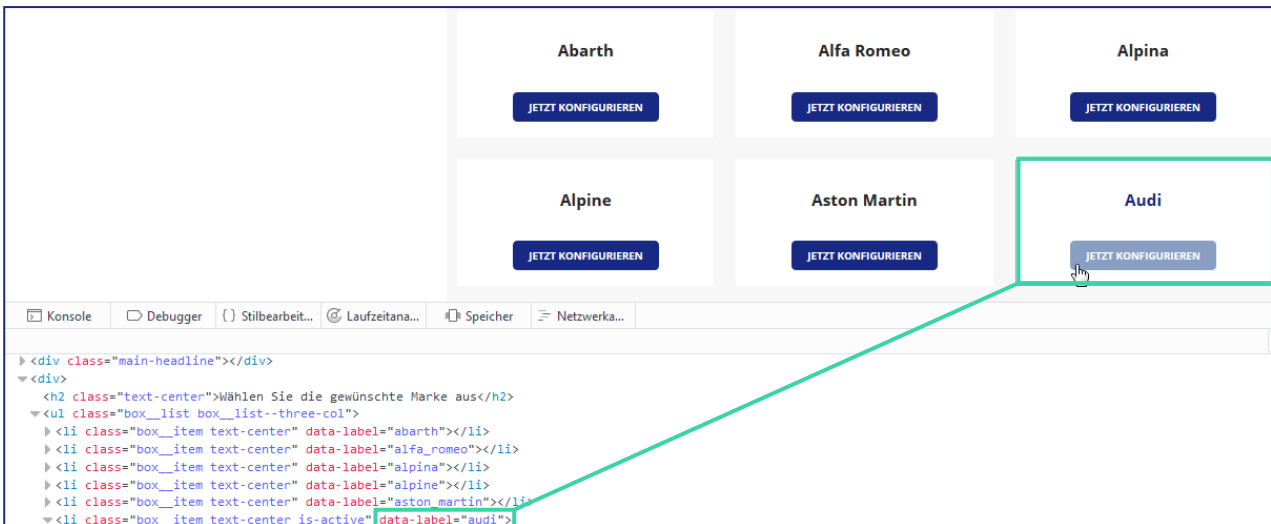 Abarth
Alfa Romeo
Alpina
JETZT KONFIGURIEREN
JETZT KONFIGURIEREN
JETZT KONFIGURIEREN
Alpine
Aston Martin
Audi
JETZT KONFIGURIEREN
JETZT KONFIGURIEREN
JETZT KONFIGURIEREN
Konsole
Debugger
{ } Stilbearbeit...
Laufzeitana...
Speicher
Netzwerka...
<div class="main-headline"></div>
<div>
<h2 class="text-center">Wählen Sie die gewünschte Marke aus</h2>
<ul class="box__list box__list--three-col">
<li class="box__item text-center" data-label="abarth"></li>
<li class="box__item text-center" data-label="alfa_romeo"></li>
<li class="box__item text-center" data-label="alpina"></li>
<li class="box__item text-center" data-label="alpine"></li>
<li class="box__item text-center" data-label="aston_martin"></li>
<li class="box__item text-center is-active" data-label="audi">